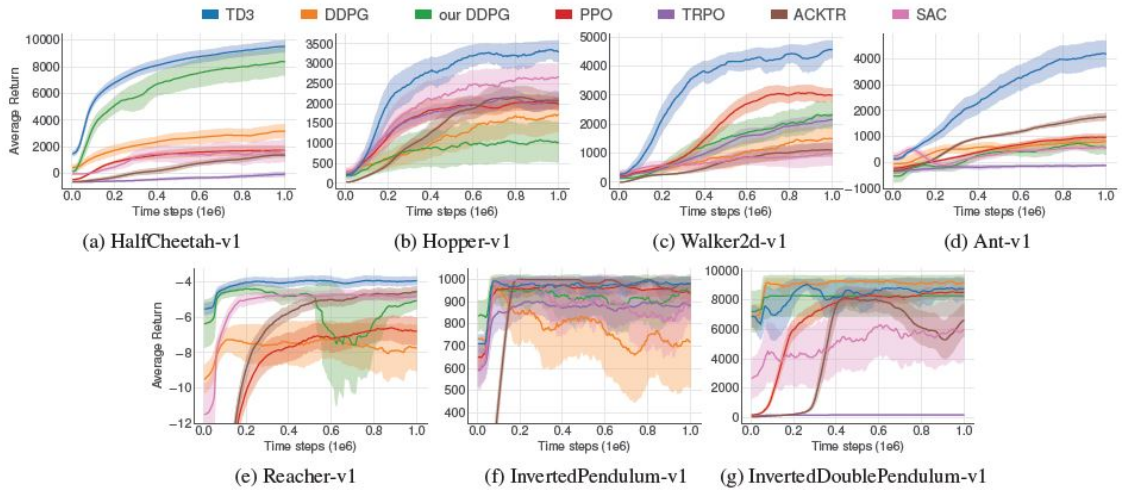 TD3 DDPG our DDPG PPO TRPO ACKTR SAC
Average Return
10000
8000
6000
4000
2000
0
0.0 0.2 0.4 0.6 0.8 1.0
Time steps (1e6)
(a) HalfCheetah-v1
3500
3000
2500
2000
1500
1000
500
0
0.0 0.2 0.4 0.6 0.8 1.0
Time steps (1e6)
(b) Hopper-v1
5000
4000
3000
2000
1000
0
0.0 0.2 0.4 0.6 0.8 1.0
Time steps (1e6)
(c) Walker2d-v1
5000
4000
3000
2000
1000
0
−1000
0.0 0.2 0.4 0.6 0.8 1.0
Time steps (1e6)
(d) Ant-v1
Average Return
−4
−6
−8
−10
−12
0.0 0.2 0.4 0.6 0.8 1.0
Time steps (1e6)
(e) Reacher-v1
1000
900
800
700
600
500
400
0.0 0.2 0.4 0.6 0.8 1.0
Time steps (1e6)
(f) InvertedPendulum-v1
10000
8000
6000
4000
2000
0
0.0 0.2 0.4 0.6 0.8 1.0
Time steps (1e6)
(g) InvertedDoublePendulum-v1